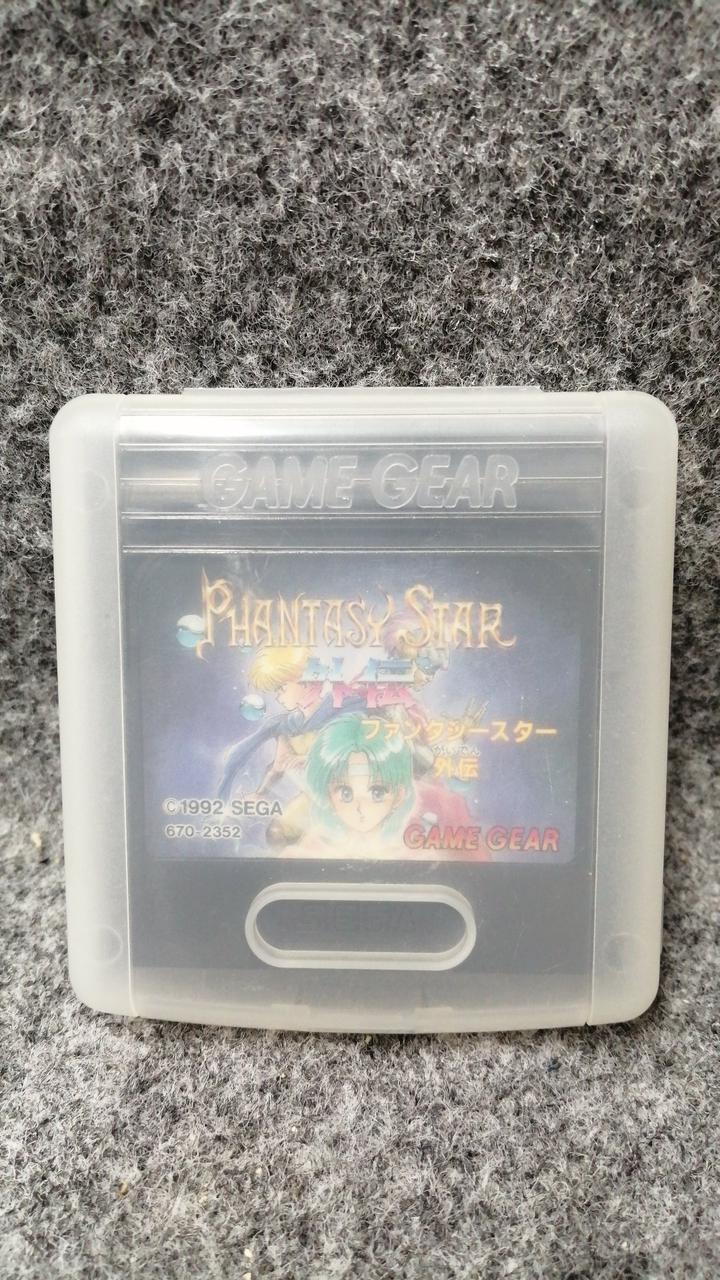 GAME GEAR
PHANTASY STAR
外伝
ファンタシースター
がいでん
外伝
©1992 SEGA
670-2352
GAME GEAR
SEGA